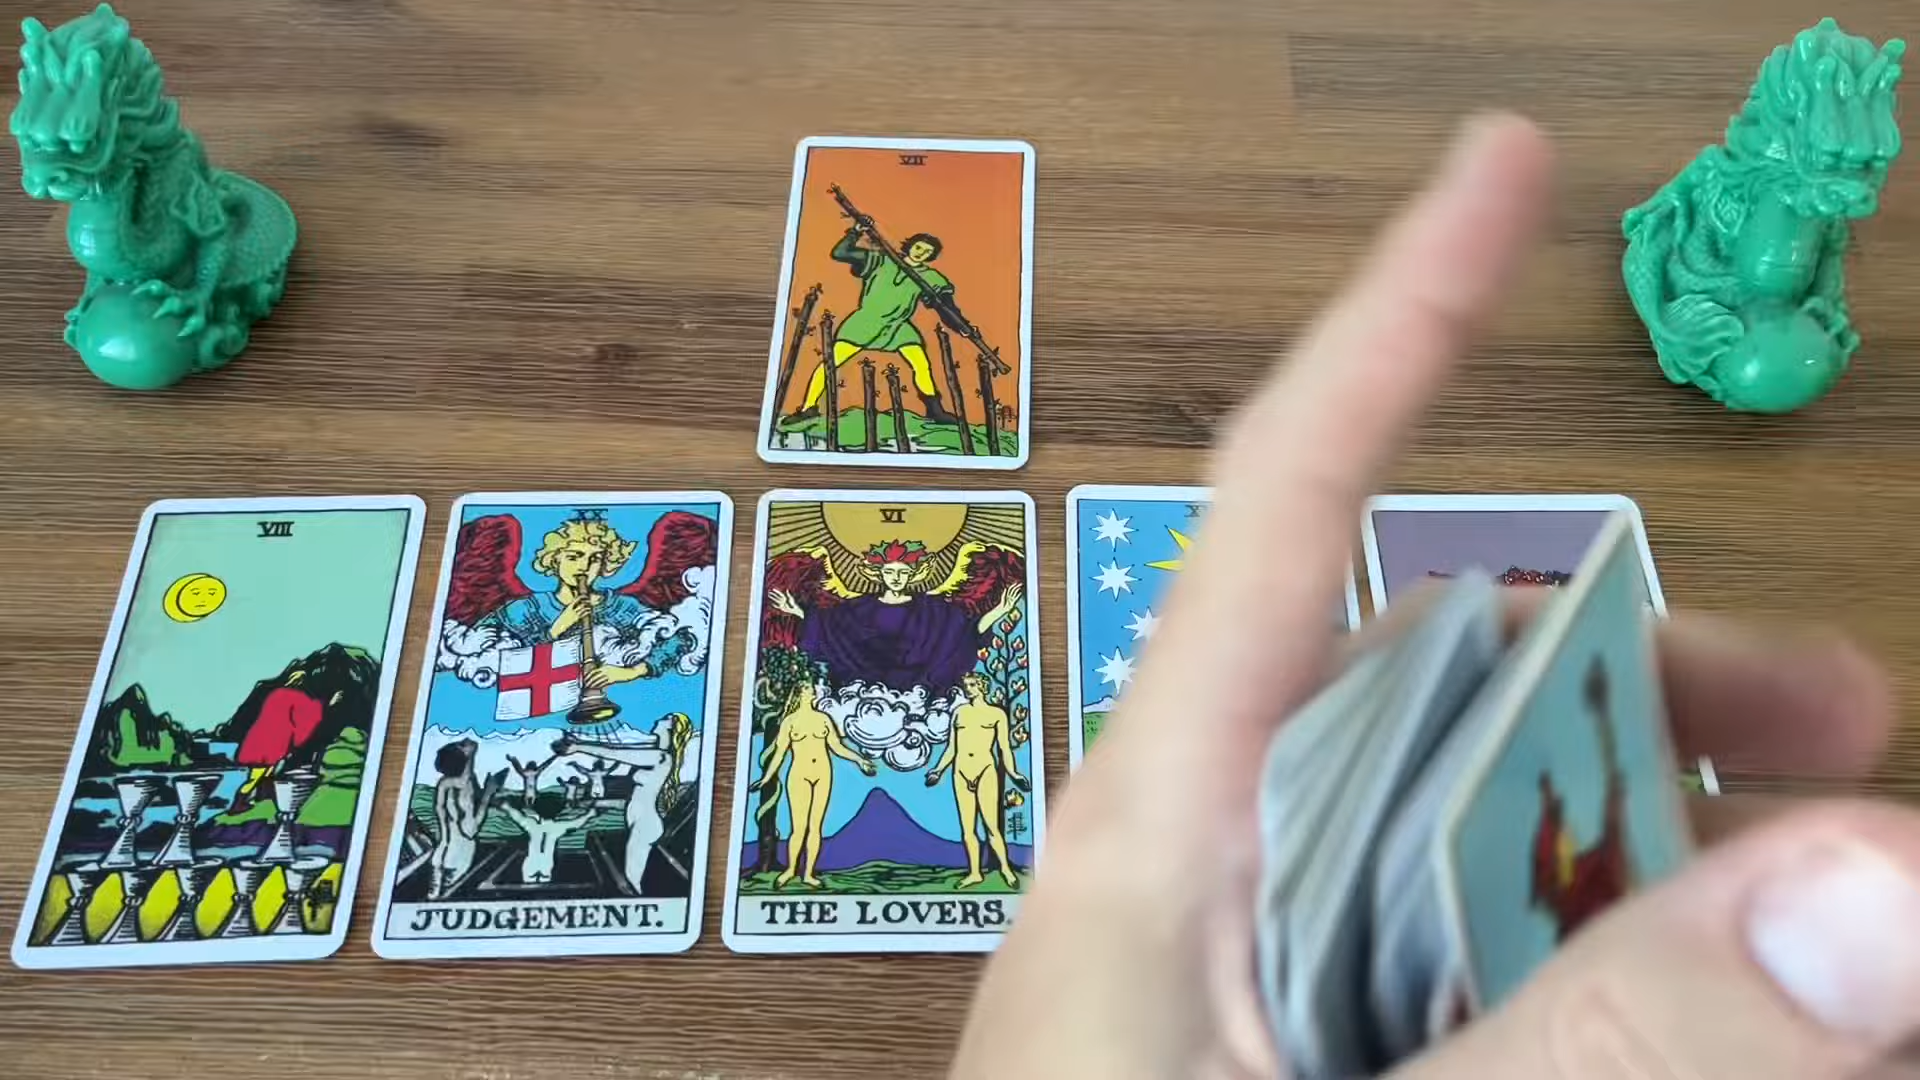 VII
VIII
XX
VI
JUDGEMENT.
THE LOVERS.